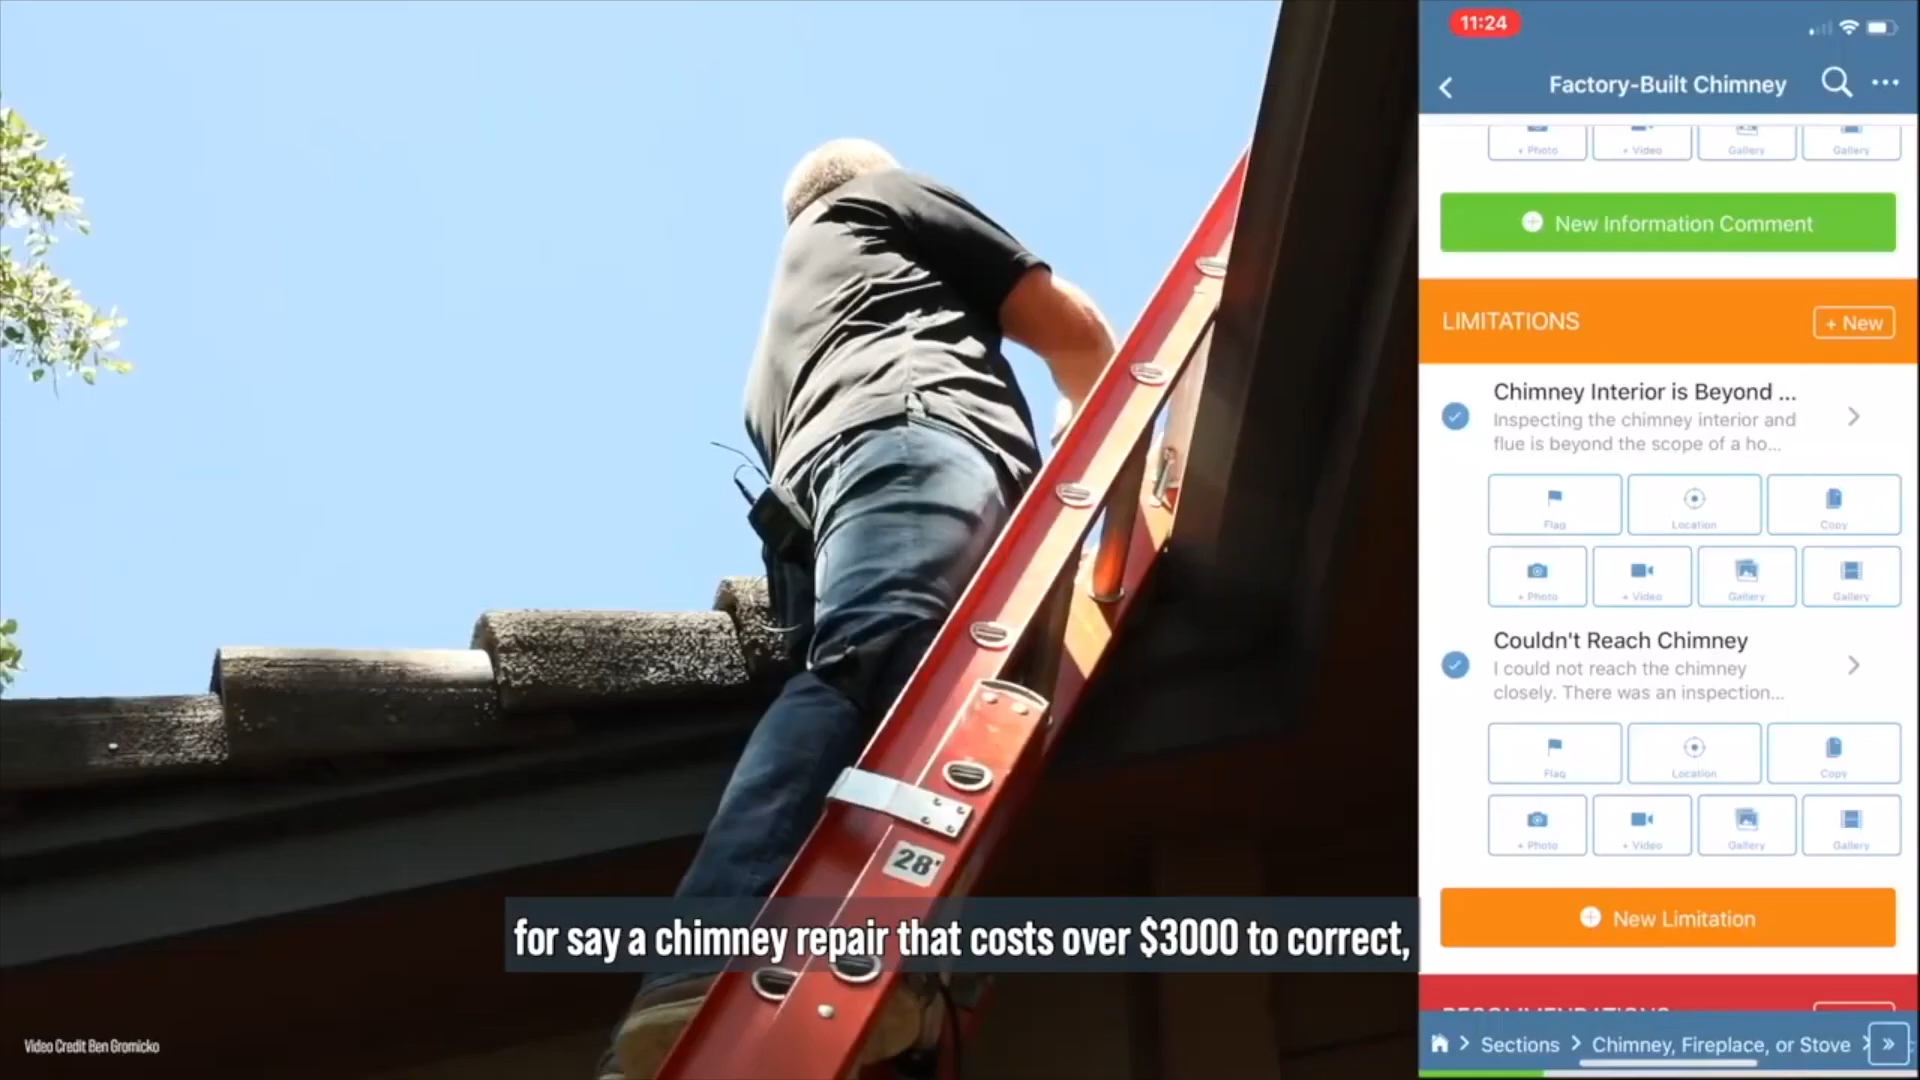 11:24
Factory-Built Chimney
+ Photo
+ Video
Gallery
Gallery
New Information Comment
LIMITATIONS
+ New
Chimney Interior is Beyond ...
Inspecting the chimney interior and
flue is beyond the scope of a ho...
Flag
Location
Copy
+ Photo
+ Video
Gallery
Gallery
Couldn't Reach Chimney
I could not reach the chimney
closely. There was an inspection...
Flag
Location
Copy
+ Photo
+ Video
Gallery
Gallery
28'
for say a chimney repair that costs over $3000 to correct,
New Limitation
RECOMMENDATIONS
Video Credit Ben Gromicko
Sections > Chimney, Fireplace, or Stove >